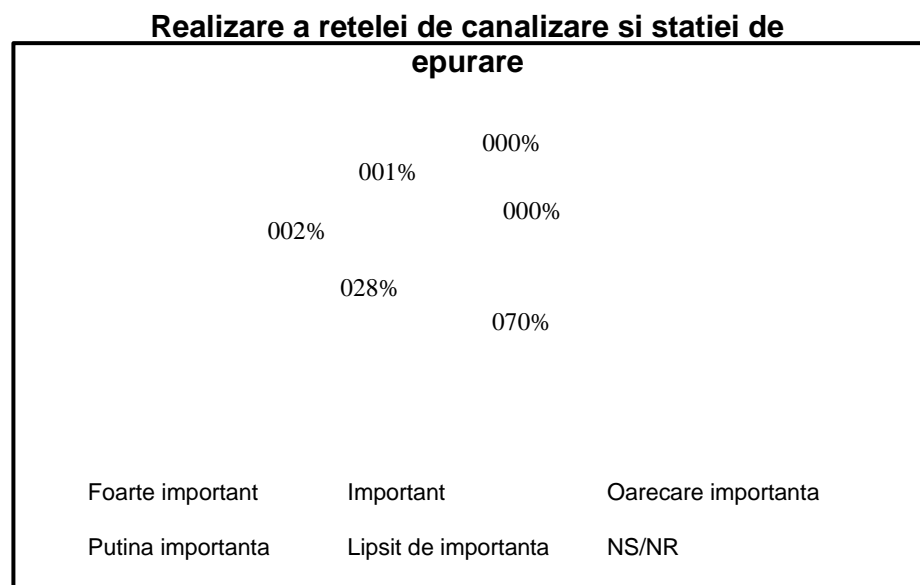 Realizare a retelei de canalizare si statiei de
epurare
000%
001%
000%
002%
028%
070%
Foarte important Important Oarecare importanta
Putina importanta Lipsit de importanta NS/NR